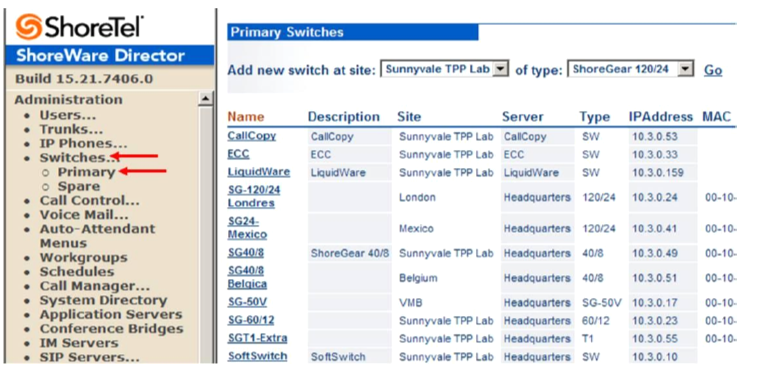 ShoreTel
ShoreWare Director
Build 15.21.7406.0
Administration
Users...
Trunks...
IP Phones...
Switches...
Primary
Spare
Call Control...
Voice Mail...
Auto-Attendant
Menus
Workgroups
Schedules
Call Manager...
System Directory
Application Servers
Conference Bridges
IM Servers
SIP Servers...
Primary Switches
Add new switch at site: Sunnyvale TPP Lab of type: ShoreGear 120/24 Go
Name Description Site Server Type IPAddress MAC
CallCopy CallCopy Sunnyvale TPP Lab CallCopy SW 10.3.0.53
ECC ECC Sunnyvale TPP Lab ECC SW 10.3.0.33
LiquidWare LiquidWare Sunnyvale TPP Lab LiquidWare SW 10.3.0.159
SG-120/24
Londres London Headquarters 120/24 10.3.0.24 00-10-
SG24-
Mexico Mexico Headquarters 120/24 10.3.0.41 00-10-
SG40/8 ShoreGear 40/8 Sunnyvale TPP Lab Headquarters 40/8 10.3.0.49 00-10-
SG40/8
Belgica Belgium Headquarters 40/8 10.3.0.51 00-10-
SG-50V VMB Headquarters SG-50V 10.3.0.17 00-10-
SG-60/12 Sunnyvale TPP Lab Headquarters 60/12 10.3.0.23 00-10-
SGT1-Extra Sunnyvale TPP Lab Headquarters T1 10.3.0.55 00-10-
SoftSwitch SoftSwitch Sunnyvale TPP Lab Headquarters SW 10.3.0.10